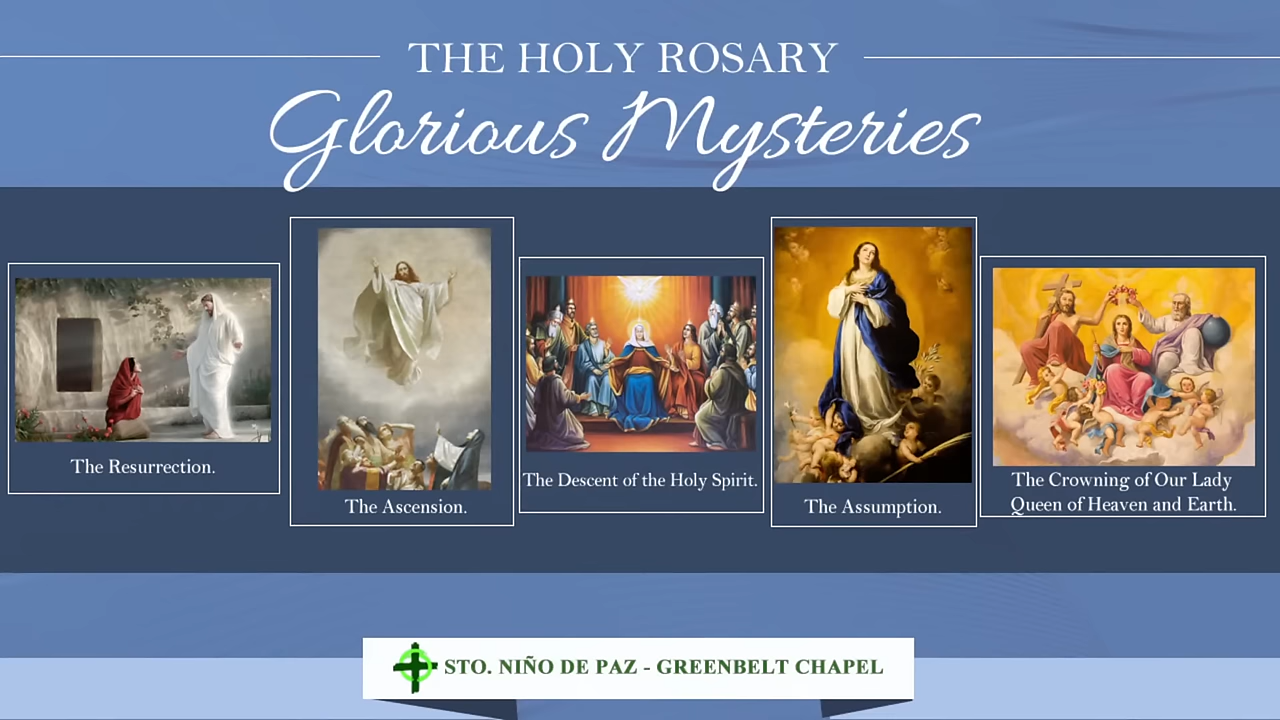 THE HOLY ROSARY
Glorious Mysteries
The Resurrection.
The Ascension.
The Descent of the Holy Spirit.
The Assumption.
The Crowning of Our Lady
Queen of Heaven and Earth.
STO. NIÑO DE PAZ - GREENBELT CHAPEL